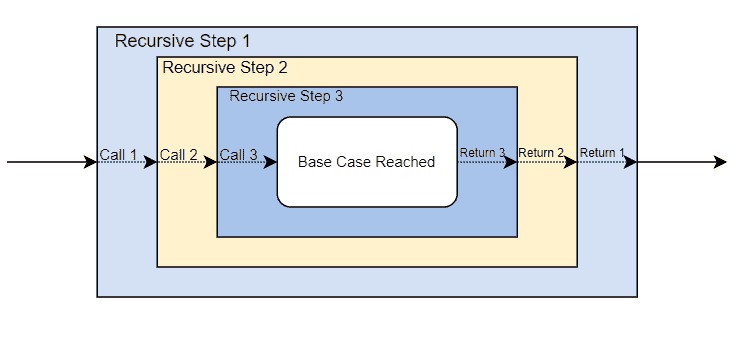 Recursive Step 1
Recursive Step 2
Recursive Step 3
Call 1
Call 2
Call 3
Base Case Reached
Return 3
Return 2
Return 1